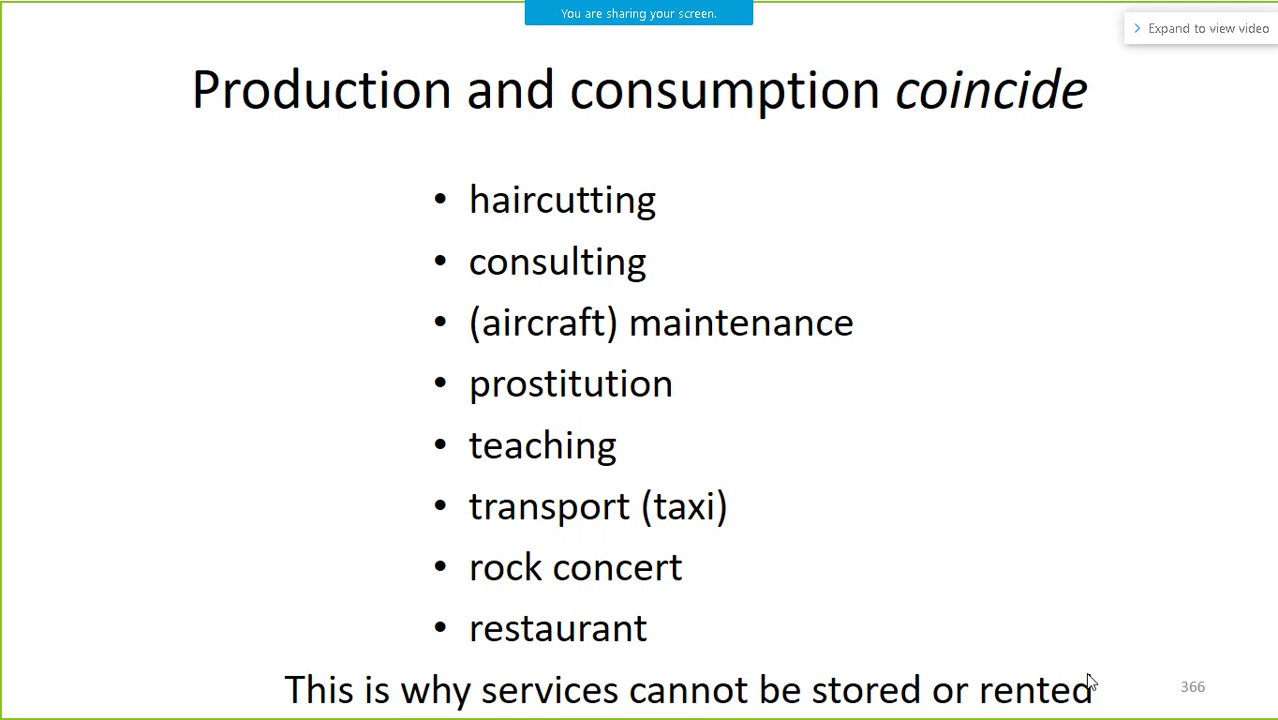 You are sharing your screen.
Expand to view video
Production and consumption coincide
• haircutting
• consulting
• (aircraft) maintenance
• prostitution
• teaching
• transport (taxi)
• rock concert
• restaurant
This is why services cannot be stored or rented
366